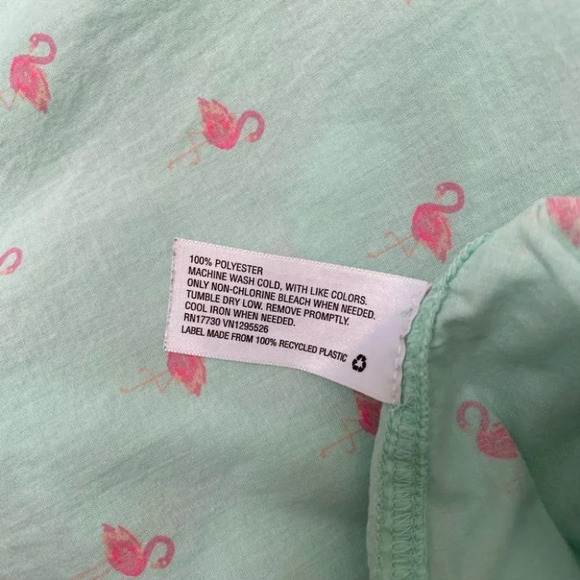 100% POLYESTER
MACHINE WASH COLD, WITH LIKE COLORS.
ONLY NON-CHLORINE BLEACH WHEN NEEDED.
TUMBLE DRY LOW. REMOVE PROMPTLY.
COOL IRON WHEN NEEDED.
RN17730 VN1295526
LABEL MADE FROM 100% RECYCLED PLASTIC